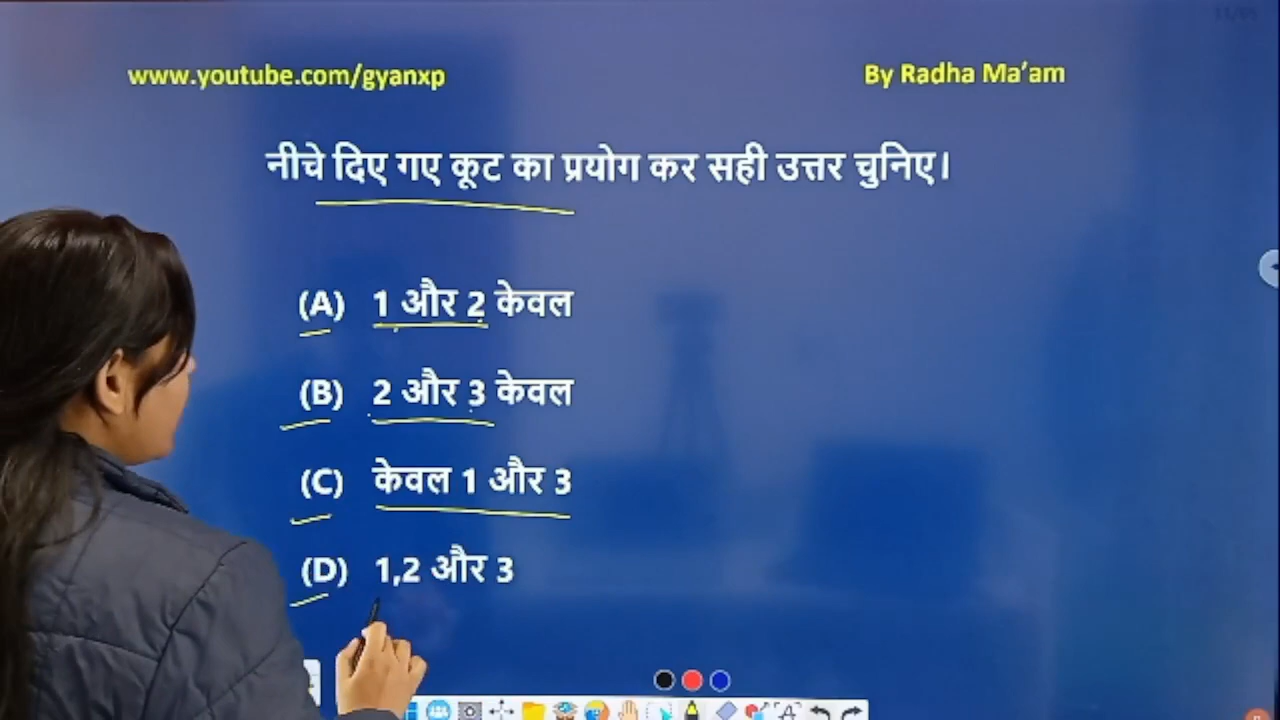 www.youtube.com/gyanxp
By Radha Ma'am
नीचे दिए गए कूट का प्रयोग कर सही उत्तर चुनिए।
(A) 1 और 2 केवल
(B) 2 और 3 केवल
(C) केवल 1 और 3
(D) 1,2 और 3